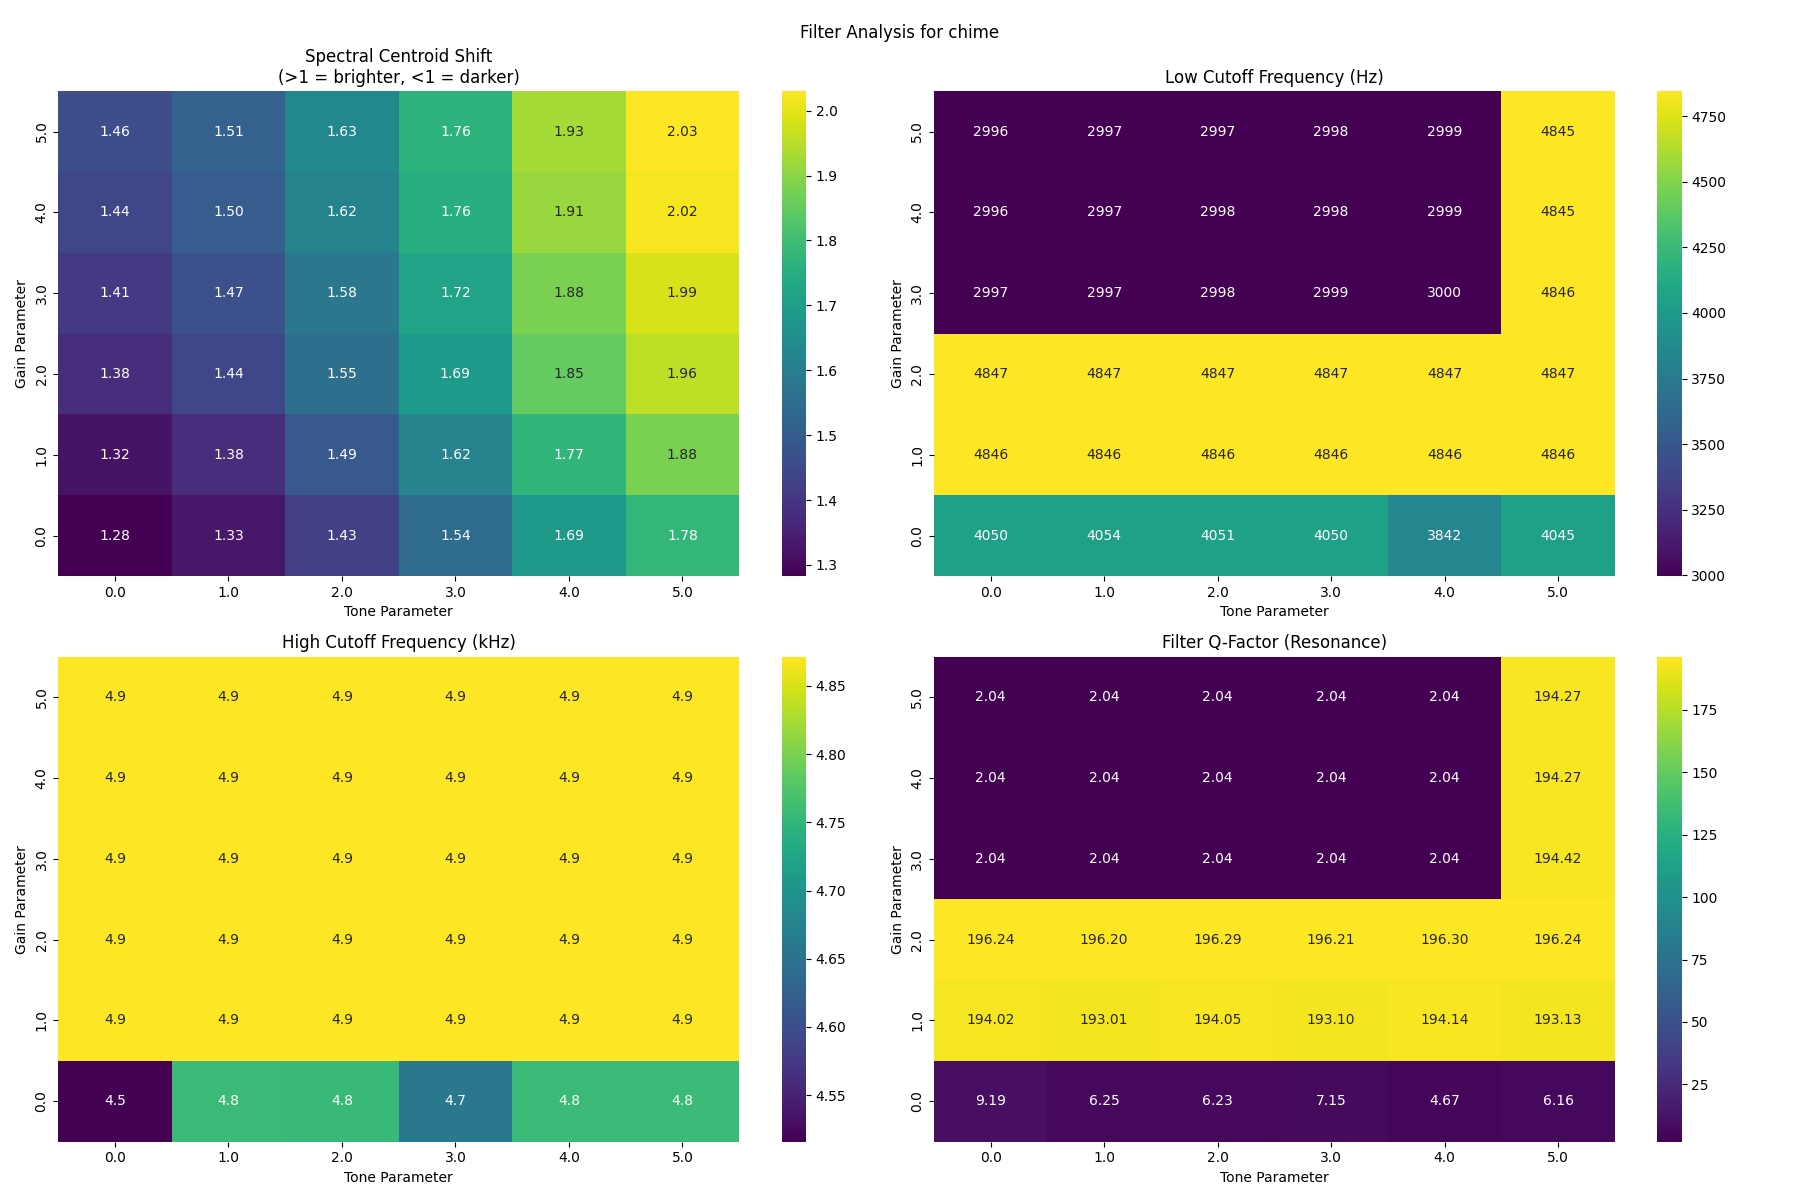 Filter Analysis for chime
Spectral Centroid Shift
(>1 = brighter, <1 = darker)
Gain Parameter
5.0 1.46 1.51 1.63 1.76 1.93 2.03
4.0 1.44 1.50 1.62 1.76 1.91 2.02
3.0 1.41 1.47 1.58 1.72 1.88 1.99
2.0 1.38 1.44 1.55 1.69 1.85 1.96
1.0 1.32 1.38 1.49 1.62 1.77 1.88
0.0 1.28 1.33 1.43 1.54 1.69 1.78
0.0 1.0 2.0 3.0 4.0 5.0
Tone Parameter
2.0
1.9
1.8
1.7
1.6
1.5
1.4
1.3
Low Cutoff Frequency (Hz)
Gain Parameter
5.0 2996 2997 2997 2998 2999 4845
4.0 2996 2997 2998 2998 2999 4845
3.0 2997 2997 2998 2999 3000 4846
2.0 4847 4847 4847 4847 4847 4847
1.0 4846 4846 4846 4846 4846 4846
0.0 4050 4054 4051 4050 3842 4045
0.0 1.0 2.0 3.0 4.0 5.0
Tone Parameter
4750
4500
4250
4000
3750
3500
3250
3000
High Cutoff Frequency (kHz)
Gain Parameter
5.0 4.9 4.9 4.9 4.9 4.9 4.9
4.0 4.9 4.9 4.9 4.9 4.9 4.9
3.0 4.9 4.9 4.9 4.9 4.9 4.9
2.0 4.9 4.9 4.9 4.9 4.9 4.9
1.0 4.9 4.9 4.9 4.9 4.9 4.9
0.0 4.5 4.8 4.8 4.7 4.8 4.8
0.0 1.0 2.0 3.0 4.0 5.0
Tone Parameter
4.85
4.80
4.75
4.70
4.65
4.60
4.55
Filter Q-Factor (Resonance)
Gain Parameter
5.0 2.04 2.04 2.04 2.04 2.04 194.27
4.0 2.04 2.04 2.04 2.04 2.04 194.27
3.0 2.04 2.04 2.04 2.04 2.04 194.42
2.0 196.24 196.20 196.29 196.21 196.30 196.24
1.0 194.02 193.01 194.05 193.10 194.14 193.13
0.0 9.19 6.25 6.23 7.15 4.67 6.16
0.0 1.0 2.0 3.0 4.0 5.0
Tone Parameter
175
150
125
100
75
50
25